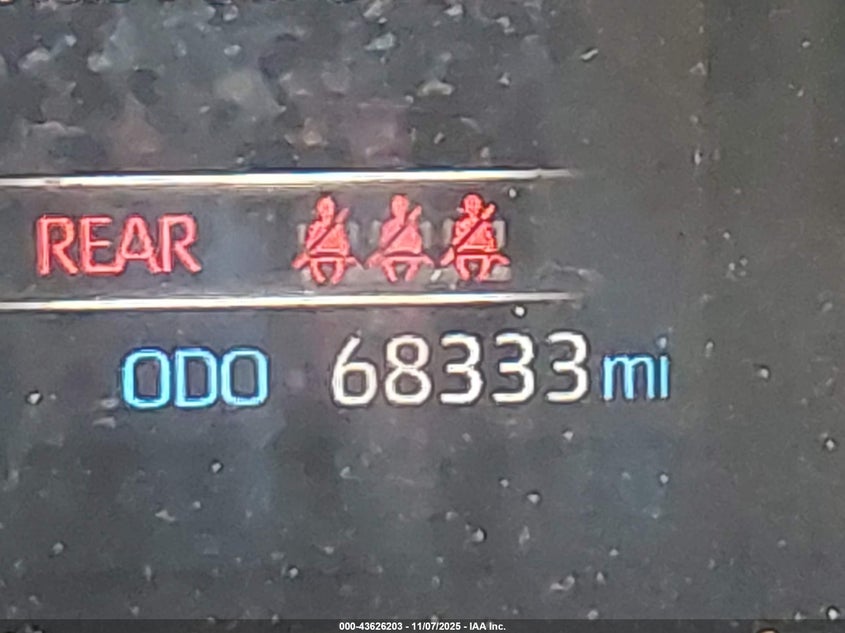 REAR
ODO 68333 mi
000-43626203 - 11/07/2025 - IAA Inc.